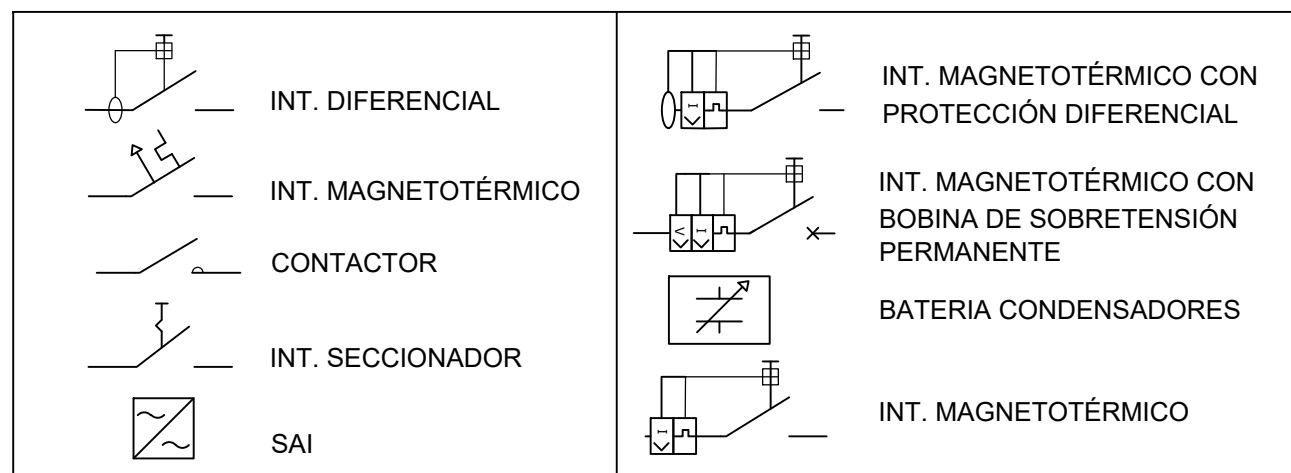 INT. DIFERENCIAL
INT. MAGNETOTÉRMICO
CONTACTOR
INT. SECCIONADOR
SAI
I
INT. MAGNETOTÉRMICO CON
PROTECCIÓN DIFERENCIAL
V I
INT. MAGNETOTÉRMICO CON
BOBINA DE SOBRETENSIÓN
PERMANENTE
BATERIA CONDENSADORES
I
INT. MAGNETOTÉRMICO